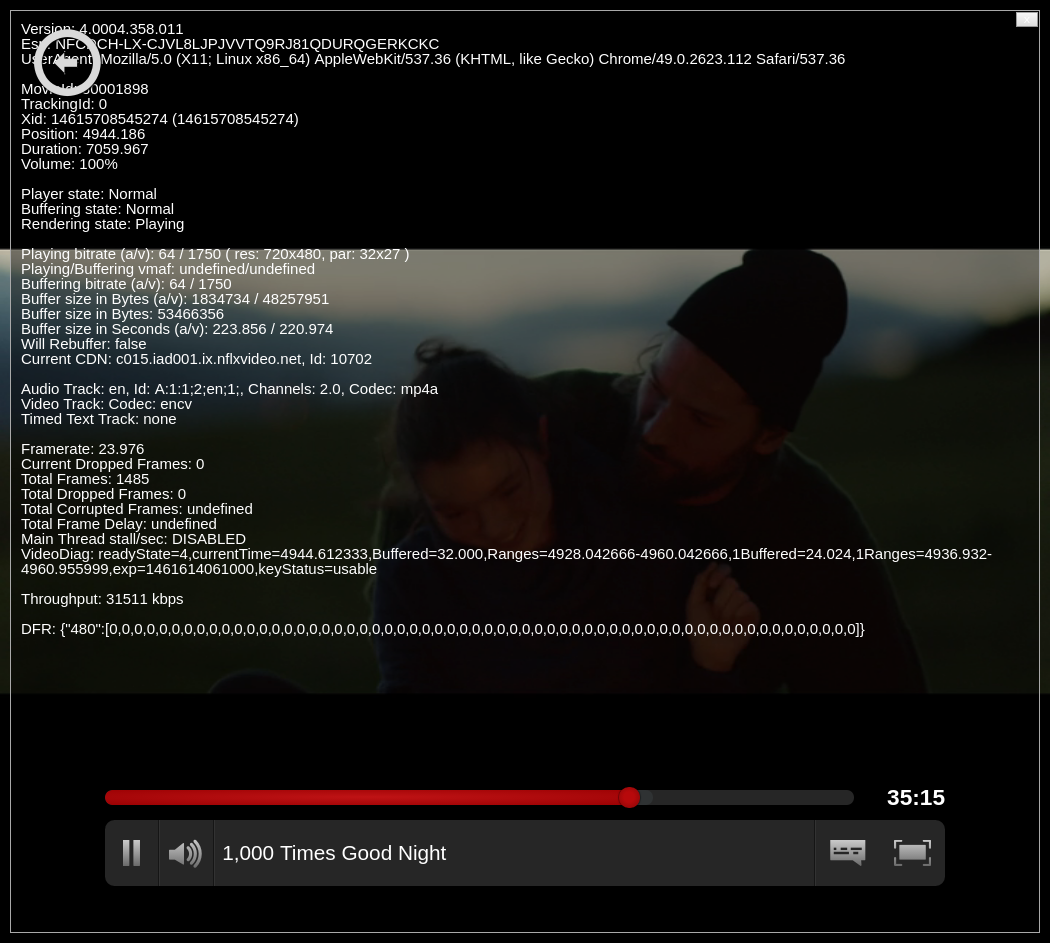 Version: 4.0004.358.011
Esn: NFCDCH-LX-CJVL8LJPJVVTQ9RJ81QDURQGERKCKC
UserAgent: Mozilla/5.0 (X11; Linux x86_64) AppleWebKit/537.36 (KHTML, like Gecko) Chrome/49.0.2623.112 Safari/537.36
MovieId: 80001898
TrackingId: 0
Xid: 14615708545274 (14615708545274)
Position: 4944.186
Duration: 7059.967
Volume: 100%
Player state: Normal
Buffering state: Normal
Rendering state: Playing
Playing bitrate (a/v): 64 / 1750 ( res: 720x480, par: 32x27 )
Playing/Buffering vmaf: undefined/undefined
Buffering bitrate (a/v): 64 / 1750
Buffer size in Bytes (a/v): 1834734 / 48257951
Buffer size in Bytes: 53466356
Buffer size in Seconds (a/v): 223.856 / 220.974
Will Rebuffer: false
Current CDN: c015.iad001.ix.nflxvideo.net, Id: 10702
Audio Track: en, Id: A:1:1;2;en;1;, Channels: 2.0, Codec: mp4a
Video Track: Codec: encv
Timed Text Track: none
Framerate: 23.976
Current Dropped Frames: 0
Total Frames: 1485
Total Dropped Frames: 0
Total Corrupted Frames: undefined
Total Frame Delay: undefined
Main Thread stall/sec: DISABLED
VideoDiag: readyState=4,currentTime=4944.612333,Buffered=32.000,Ranges=4928.042666-4960.042666,1Buffered=24.024,1Ranges=4936.932-
4960.955999,exp=1461614061000,keyStatus=usable
Throughput: 31511 kbps
DFR: {"480":[0,0,0,0,0,0,0,0,0,0,0,0,0,0,0,0,0,0,0,0,0,0,0,0,0,0,0,0,0,0,0,0,0,0,0,0,0,0,0,0,0,0,0,0,0,0,0,0,0,0,0,0,0,0,0,0,0,0,0,0]}
35:15
1,000 Times Good Night